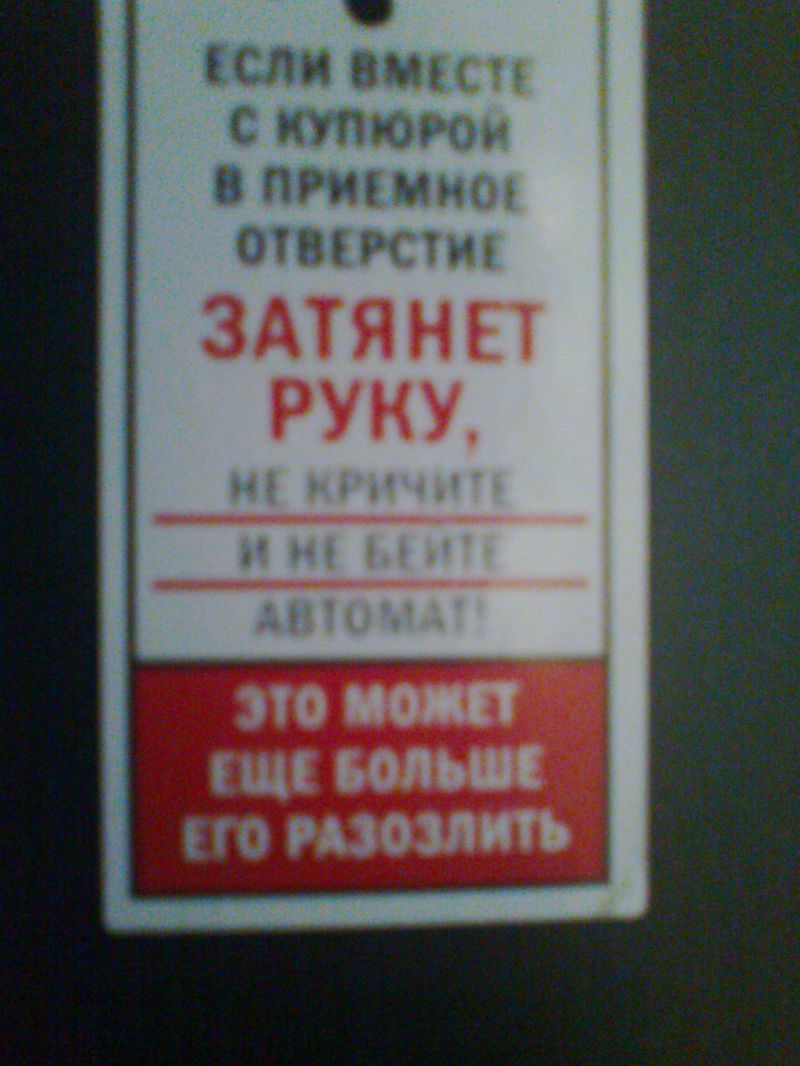 ЕСЛИ ВМЕСТЕ
С КУПЮРОЙ
В ПРИЕМНОЕ
ОТВЕРСТИЕ
ЗАТЯНЕТ
РУКУ,
НЕ КРИЧИТЕ
И НЕ БЕЙТЕ
АВТОМАТ!
ЭТО МОЖЕТ
ЕЩЕ БОЛЬШЕ
ЕГО РАЗОЗЛИТЬ